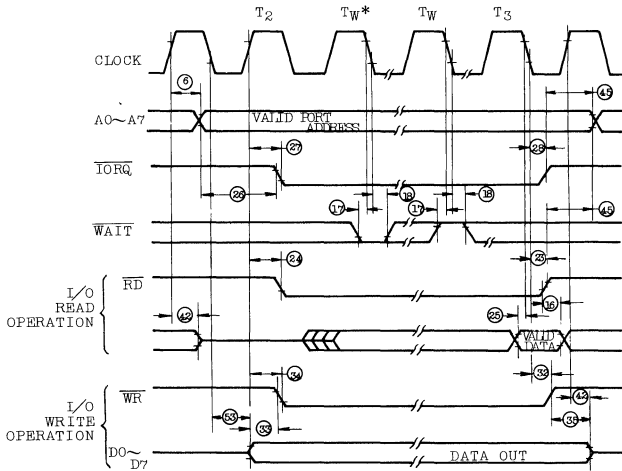 T2 TW* TW T3
CLOCK
6 45
A0~A7 VALID PORT
ADDRESS
27 28
IORQ
26 18 18
17 17 45
WAIT
24 23
RD
I/O
READ
OPERATION
42 25 16
VALID
DATA
34 32
WR 42
I/O
WRITE
OPERATION
53 33 35
D0~
D7 DATA OUT